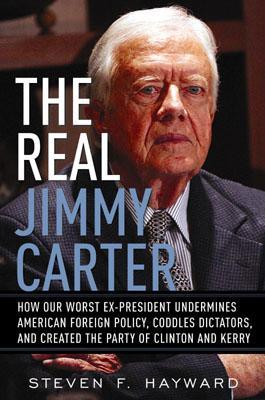 THE
REAL
JIMMY
CARTER
HOW OUR WORST EX-PRESIDENT UNDERMINES
AMERICAN FOREIGN POLICY, CODDLES DICTATORS,
AND CREATED THE PARTY OF CLINTON AND KERRY
STEVEN F. HAYWARD